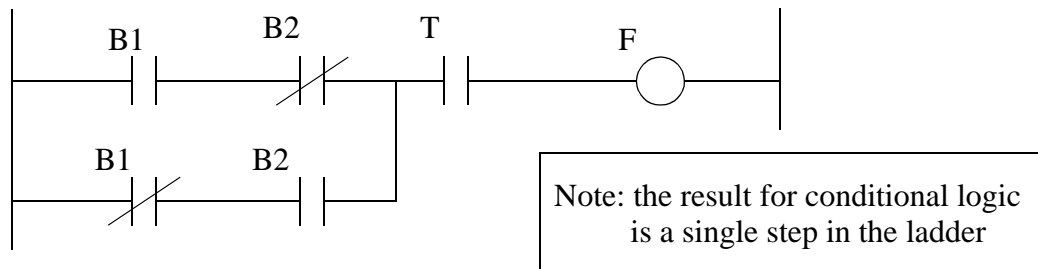 B1 B2 T F
B1 B2
Note: the result for conditional logic
is a single step in the ladder